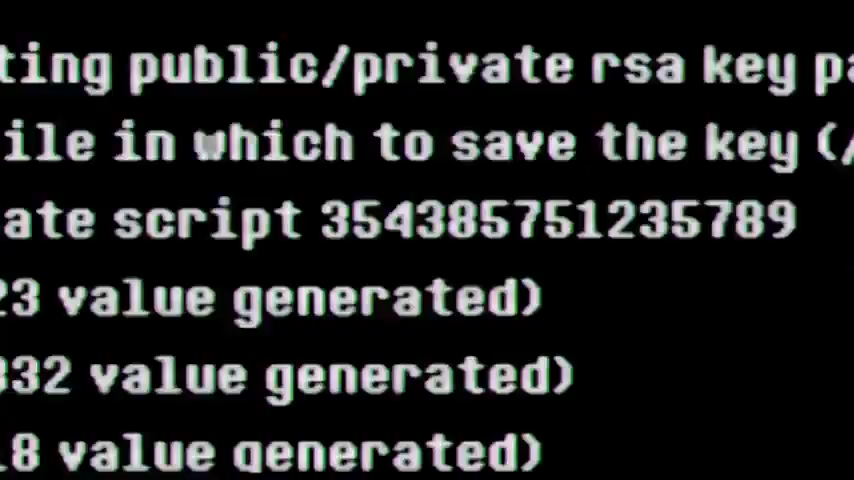 ting public/private rsa key pa
ile in which to save the key (/
ate script 354385751235789
23 value generated)
332 value generated)
18 value generated)